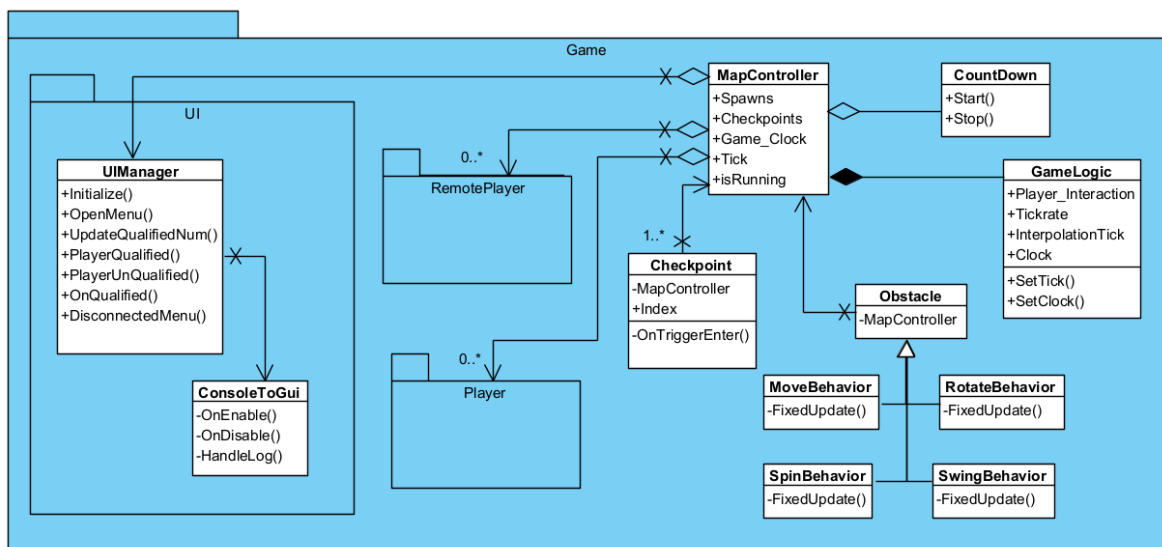 Game
UI
UIManager
+Initialize()
+OpenMenu()
+UpdateQualifiedNum()
+PlayerQualified()
+PlayerUnQualified()
+OnQualified()
+DisconnectedMenu()
ConsoleToGui
-OnEnable()
-OnDisable()
-HandleLog()
0..*
RemotePlayer
0..*
Player
MapController
+Spawns
+Checkpoints
+Game_Clock
+Tick
+isRunning
CountDown
+Start()
+Stop()
GameLogic
+Player_Interaction
+Tickrate
+InterpolationTick
+Clock
+SetTick()
+SetClock()
1..*
Checkpoint
-MapController
+Index
-OnTriggerEnter()
Obstacle
-MapController
MoveBehavior
-FixedUpdate()
RotateBehavior
-FixedUpdate()
SpinBehavior
-FixedUpdate()
SwingBehavior
-FixedUpdate()